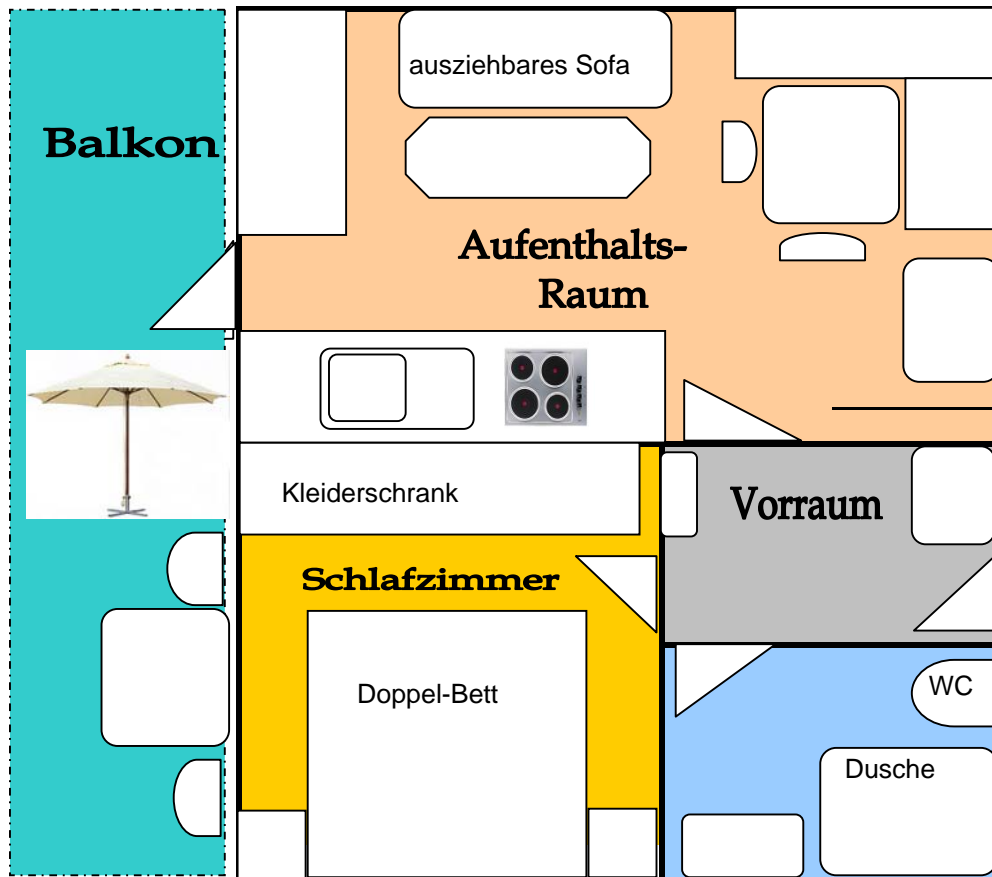 ausziehbares Sofa
Balkon
Aufenthalts-
Raum
Kleiderschrank
Vorraum
Schlafzimmer
Doppel-Bett
WC
Dusche